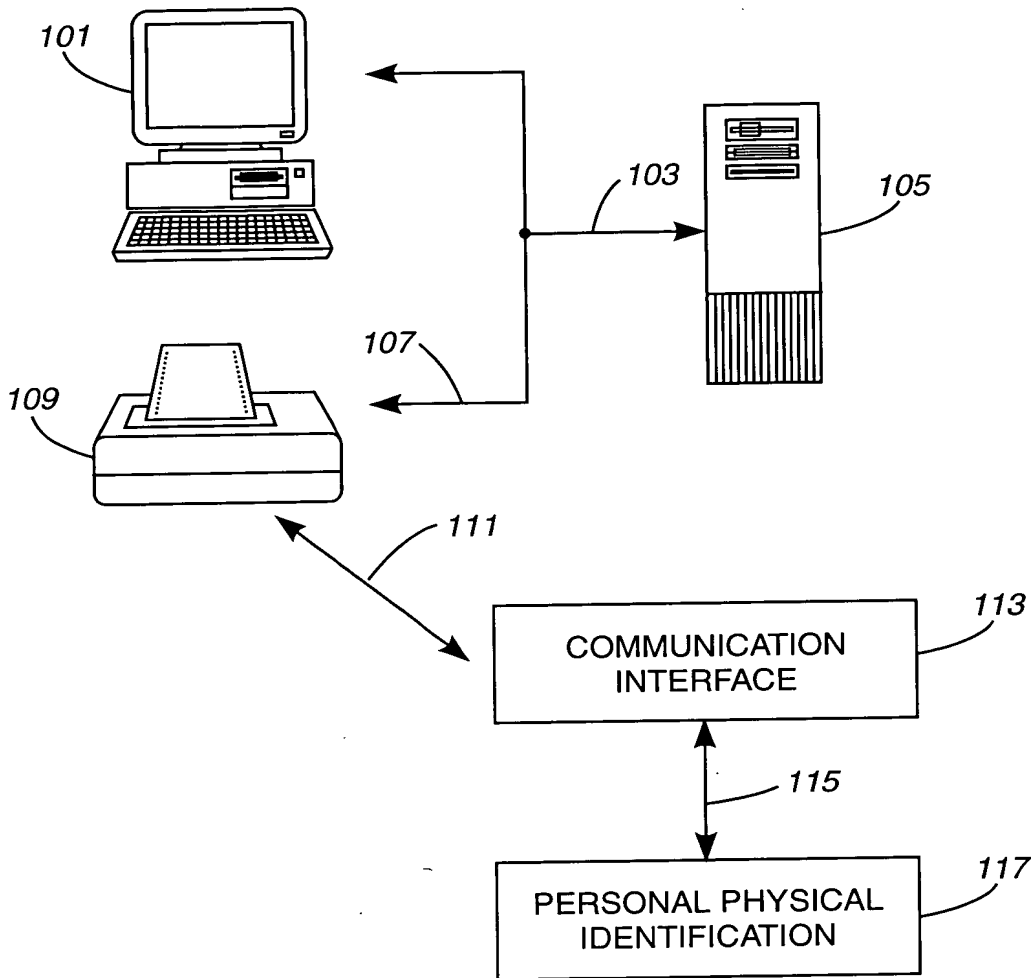 101
103
105
107
109
111
113
COMMUNICATION
INTERFACE
115
117
PERSONAL PHYSICAL
IDENTIFICATION